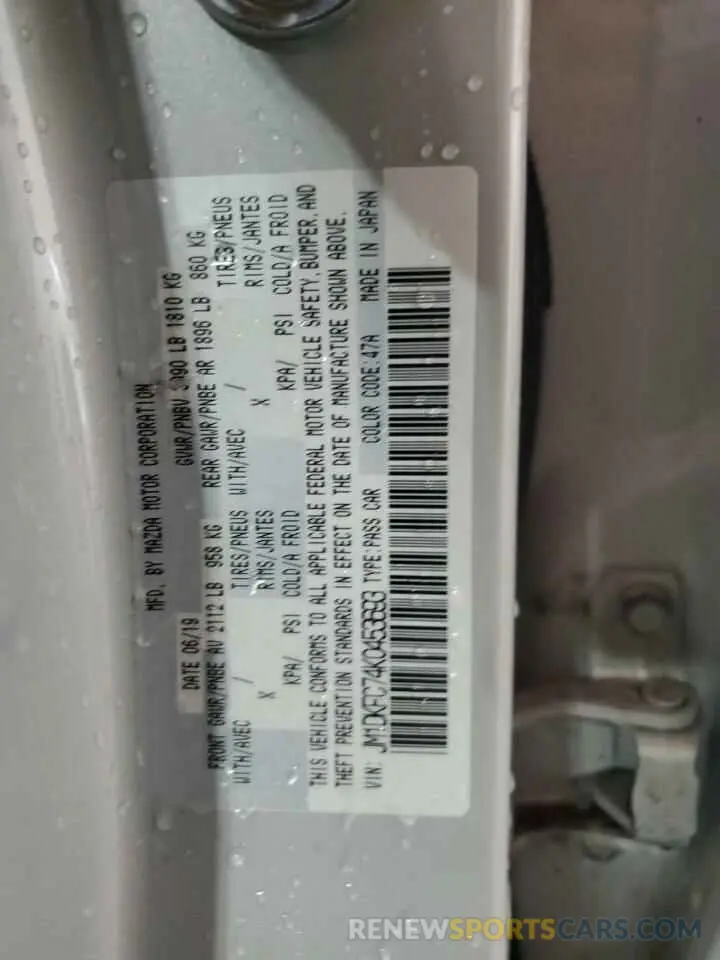 MFD. BY MAZDA MOTOR CORPORATION
DATE 06/19 GVWR/PNBV 3990 LB 1810 KG
FRONT GAWR/PNBE AV 2112 LB 958 KG REAR GAWR/PNBE AR 1896 LB 860 KG
WITH/AVEC / TIRES/PNEUS WITH/AVEC / TIRES/PNEUS
X RIMS/JANTES X RIMS/JANTES
KPA/ PSI COLD/A FROID KPA/ PSI COLD/A FROID
THIS VEHICLE CONFORMS TO ALL APPLICABLE FEDERAL MOTOR VEHICLE SAFETY, BUMPER, AND
THEFT PREVENTION STANDARDS IN EFFECT ON THE DATE OF MANUFACTURE SHOWN ABOVE.
VIN: JM1DKFC74K0453693 TYPE:PASS CAR COLOR CODE:47A MADE IN JAPAN
RENEWSPORTSCARS.COM